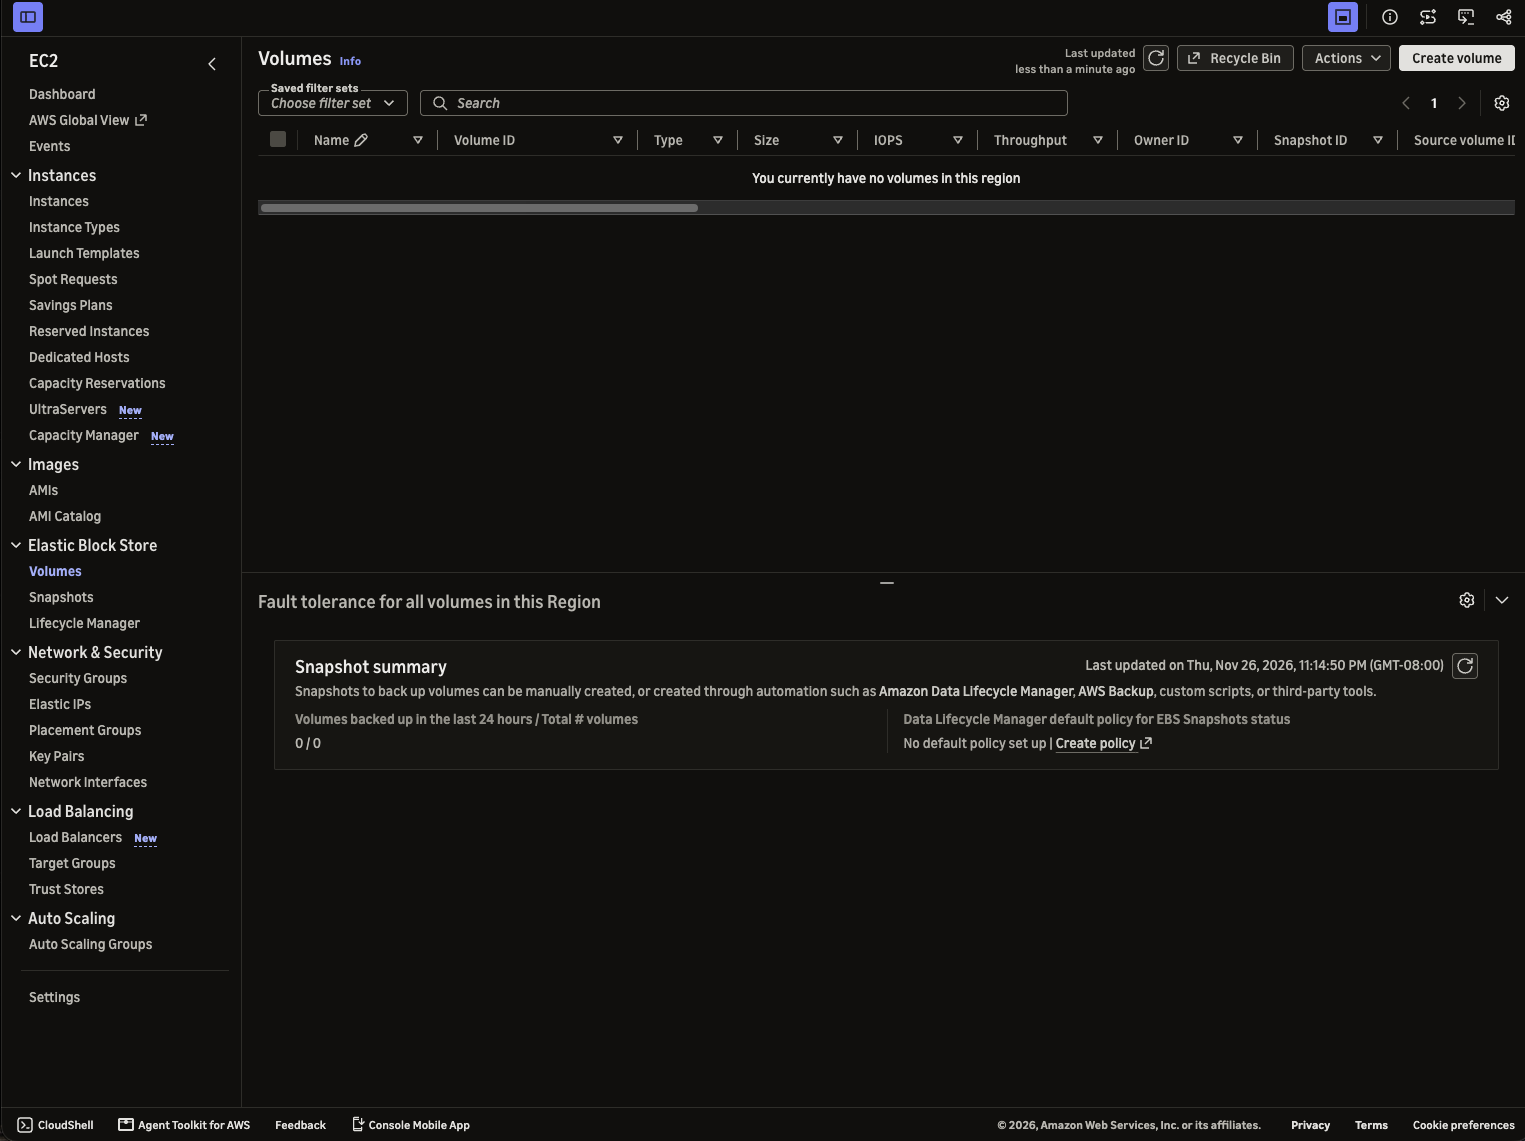 EC2
Dashboard
AWS Global View
Events
Instances
Instances
Instance Types
Launch Templates
Spot Requests
Savings Plans
Reserved Instances
Dedicated Hosts
Capacity Reservations
UltraServers New
Capacity Manager New
Images
AMIs
AMI Catalog
Elastic Block Store
Volumes
Snapshots
Lifecycle Manager
Network & Security
Security Groups
Elastic IPs
Placement Groups
Key Pairs
Network Interfaces
Load Balancing
Load Balancers New
Target Groups
Trust Stores
Auto Scaling
Auto Scaling Groups
Settings
Volumes Info
Last updated
less than a minute ago
Recycle Bin
Actions
Create volume
Saved filter sets
Choose filter set
Search
1
Name Volume ID Type Size IOPS Throughput Owner ID Snapshot ID Source volume ID
You currently have no volumes in this region
Fault tolerance for all volumes in this Region
Snapshot summary
Last updated on Thu, Nov 26, 2026, 11:14:50 PM (GMT-08:00)
Snapshots to back up volumes can be manually created, or created through automation such as Amazon Data Lifecycle Manager, AWS Backup, custom scripts, or third-party tools.
Volumes backed up in the last 24 hours / Total # volumes
0 / 0
Data Lifecycle Manager default policy for EBS Snapshots status
No default policy set up | Create policy
CloudShell Agent Toolkit for AWS Feedback Console Mobile App
© 2026, Amazon Web Services, Inc. or its affiliates. Privacy Terms Cookie preferences